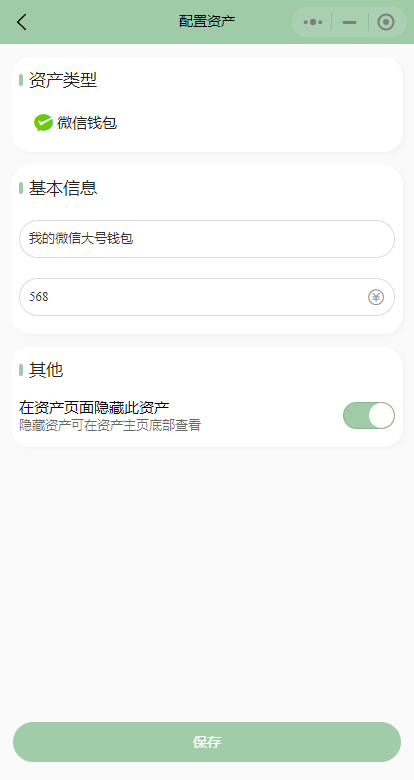 配置资产
资产类型
微信钱包
基本信息
我的微信大号钱包
568
其他
在资产页面隐藏此资产
隐藏资产可在资产主页底部查看
保存